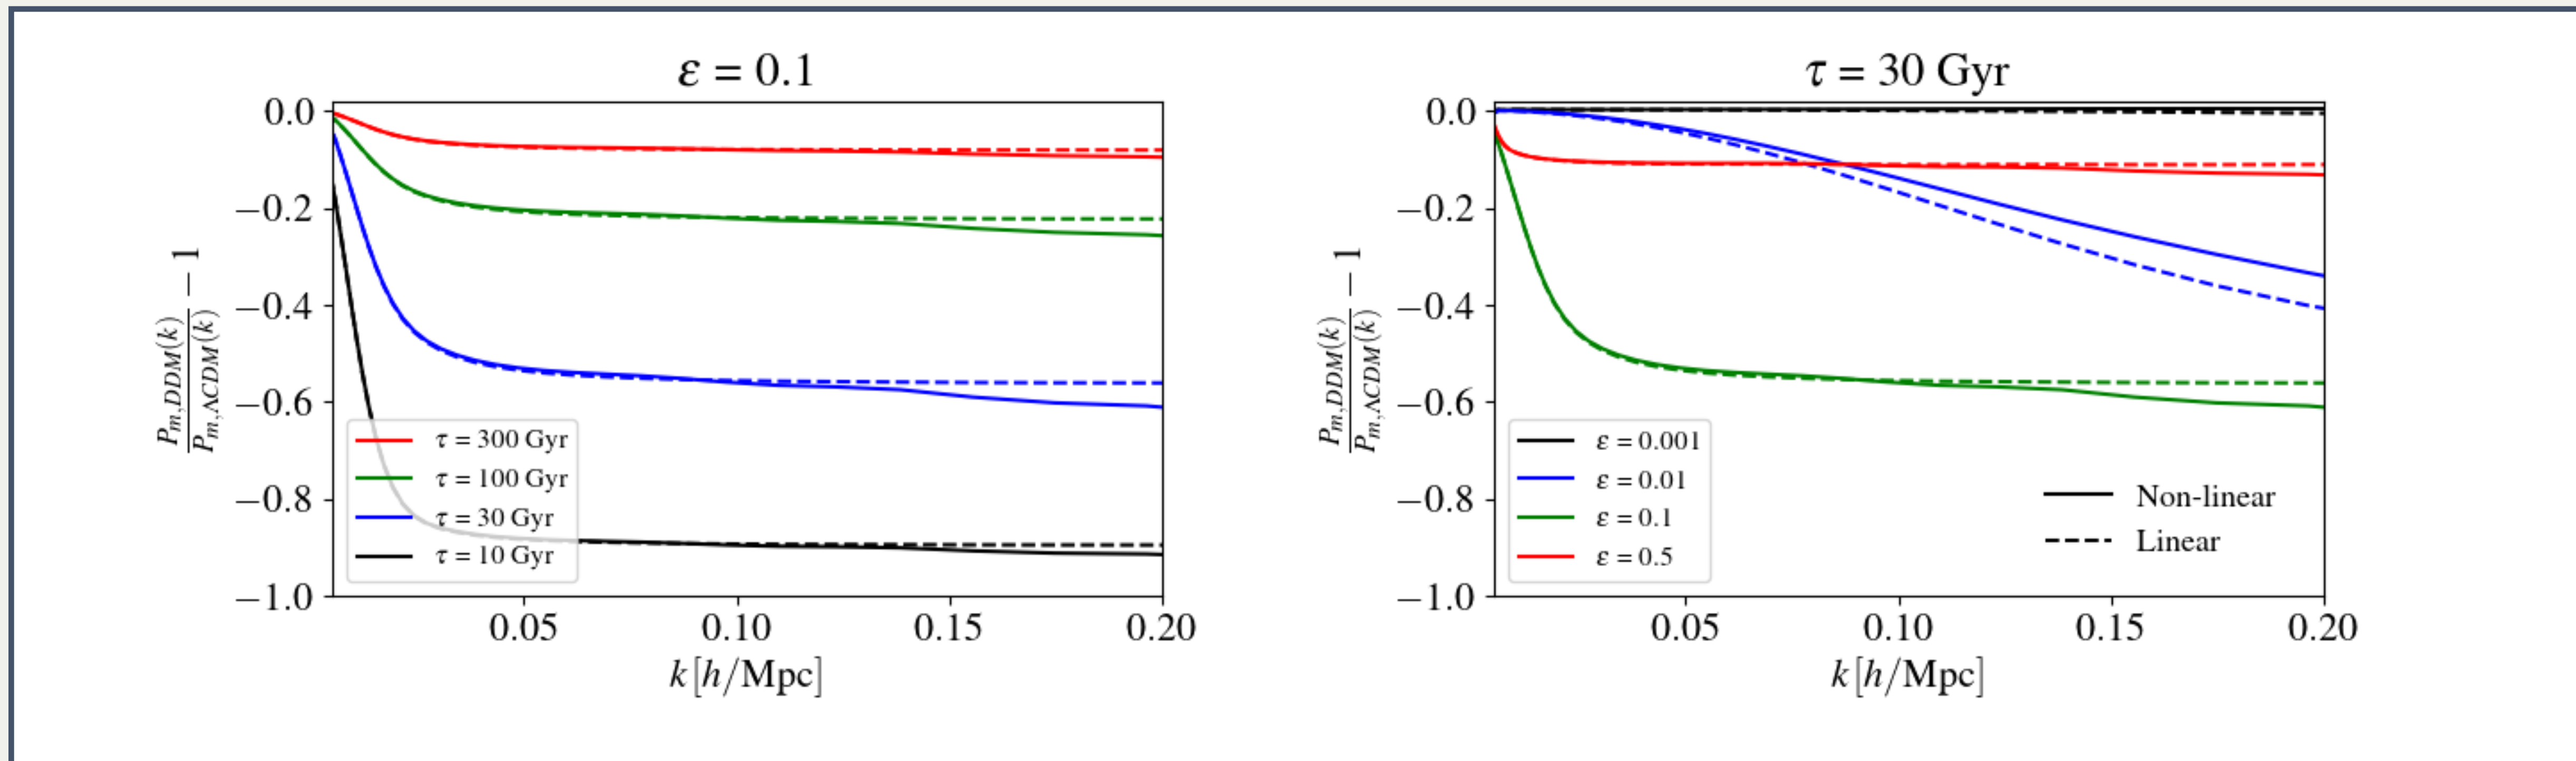 ε = 0.1
0.0
−0.2
−0.4
−0.6
−0.8
−1.0
P_{m,DDM}(k)/P_{m,ΛCDM}(k) − 1
τ = 300 Gyr
τ = 100 Gyr
τ = 30 Gyr
τ = 10 Gyr
0.05 0.10 0.15 0.20
k[h/Mpc]
τ = 30 Gyr
0.0
−0.2
−0.4
−0.6
−0.8
−1.0
P_{m,DDM}(k)/P_{m,ΛCDM}(k) − 1
ε = 0.001
ε = 0.01
ε = 0.1
ε = 0.5
Non-linear
Linear
0.05 0.10 0.15 0.20
k[h/Mpc]